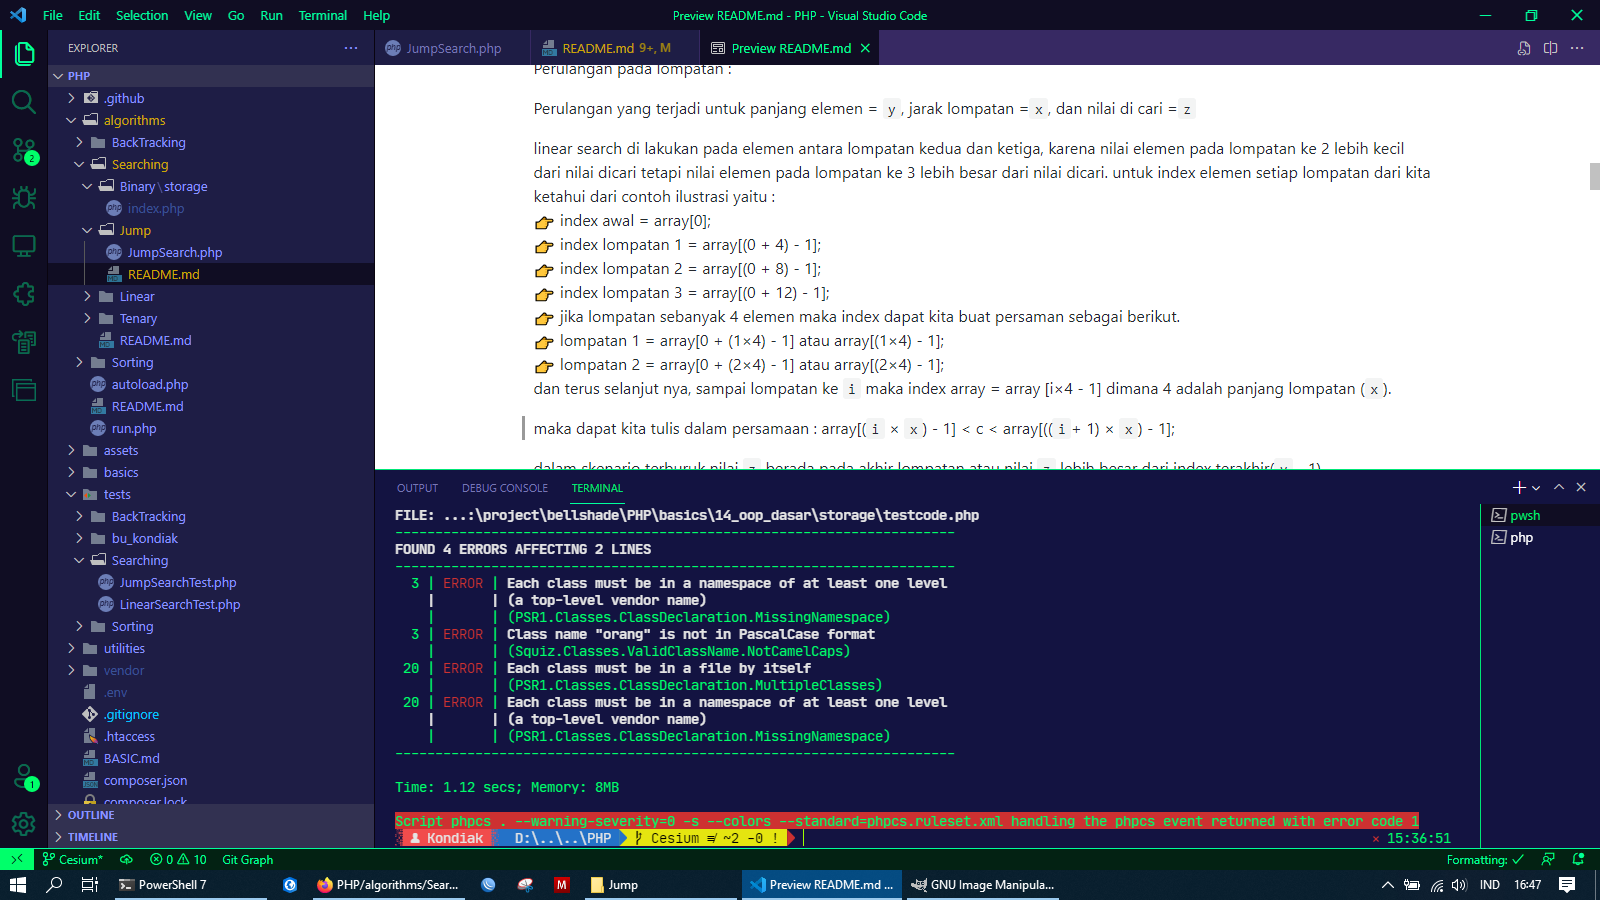 File Edit Selection View Go Run Terminal Help
Preview README.md - PHP - Visual Studio Code
EXPLORER
PHP
.github
algorithms
BackTracking
Searching
Binary\storage
index.php
Jump
JumpSearch.php
README.md
Linear
Tenary
README.md
Sorting
autoload.php
README.md
run.php
assets
basics
tests
BackTracking
bu_kondiak
Searching
JumpSearchTest.php
LinearSearchTest.php
Sorting
utilities
vendor
.env
.gitignore
.htaccess
BASIC.md
composer.json
composer.lock
OUTLINE
TIMELINE
JumpSearch.php
README.md 9+, M
Preview README.md
Perulangan pada lompatan :
Perulangan yang terjadi untuk panjang elemen = y , jarak lompatan = x , dan nilai di cari = z
linear search di lakukan pada elemen antara lompatan kedua dan ketiga, karena nilai elemen pada lompatan ke 2 lebih kecil
dari nilai dicari tetapi nilai elemen pada lompatan ke 3 lebih besar dari nilai dicari. untuk index elemen setiap lompatan dari kita
ketahui dari contoh ilustrasi yaitu :
👉 index awal = array[0];
👉 index lompatan 1 = array[(0 + 4) - 1];
👉 index lompatan 2 = array[(0 + 8) - 1];
👉 index lompatan 3 = array[(0 + 12) - 1];
👉 jika lompatan sebanyak 4 elemen maka index dapat kita buat persaman sebagai berikut.
👉 lompatan 1 = array[0 + (1×4) - 1] atau array[(1×4) - 1];
👉 lompatan 2 = array[0 + (2×4) - 1] atau array[(2×4) - 1];
dan terus selanjut nya, sampai lompatan ke i maka index array = array [i×4 - 1] dimana 4 adalah panjang lompatan ( x ).
maka dapat kita tulis dalam persamaan : array[( i × x ) - 1] < c < array[(( i + 1) × x ) - 1];
dalam skenario terburuk nilai z berada pada akhir lompatan atau nilai z lebih besar dari index terakhir( y - 1)
OUTPUT DEBUG CONSOLE TERMINAL
FILE: ...:\project\bellshade\PHP\basics\14_oop_dasar\storage\testcode.php
----------------------------------------------------------------------
FOUND 4 ERRORS AFFECTING 2 LINES
----------------------------------------------------------------------
3 | ERROR | Each class must be in a namespace of at least one level
| | (a top-level vendor name)
| | (PSR1.Classes.ClassDeclaration.MissingNamespace)
3 | ERROR | Class name "orang" is not in PascalCase format
| | (Squiz.Classes.ValidClassName.NotCamelCaps)
20 | ERROR | Each class must be in a file by itself
| | (PSR1.Classes.ClassDeclaration.MultipleClasses)
20 | ERROR | Each class must be in a namespace of at least one level
| | (a top-level vendor name)
| | (PSR1.Classes.ClassDeclaration.MissingNamespace)
----------------------------------------------------------------------
Time: 1.12 secs; Memory: 8MB
Script phpcs . --warning-severity=0 -s --colors --standard=phpcs.ruleset.xml handling the phpcs event returned with error code 1
Kondiak D:\..\..\PHP Cesium ≢ ~2 -0 ! × 15:36:51
pwsh
php
2
1
Cesium* 0 10 Git Graph Formatting: ✓
PowerShell 7
PHP/algorithms/Sear...
M
Jump
Preview README.md ...
GNU Image Manipula...
IND 16:47